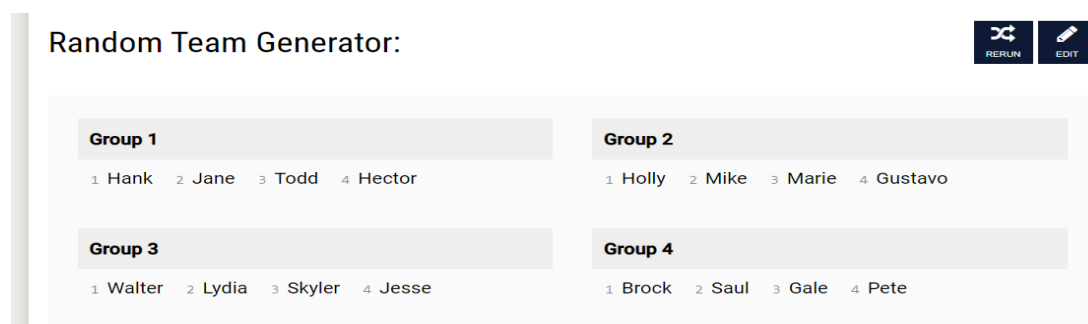 Random Team Generator:
RERUN
EDIT
Group 1
1 Hank 2 Jane 3 Todd 4 Hector
Group 2
1 Holly 2 Mike 3 Marie 4 Gustavo
Group 3
1 Walter 2 Lydia 3 Skyler 4 Jesse
Group 4
1 Brock 2 Saul 3 Gale 4 Pete